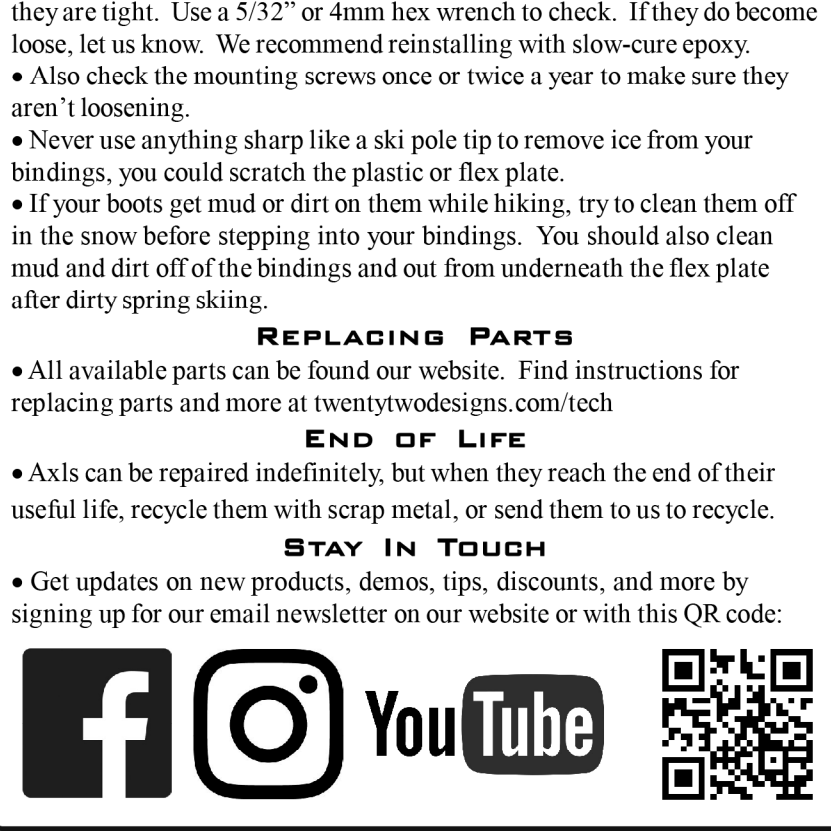 they are tight.  Use a 5/32” or 4mm hex wrench to check.  If they do become
loose, let us know.  We recommend reinstalling with slow-cure epoxy.
• Also check the mounting screws once or twice a year to make sure they
aren’t loosening.
• Never use anything sharp like a ski pole tip to remove ice from your
bindings, you could scratch the plastic or flex plate.
• If your boots get mud or dirt on them while hiking, try to clean them off
in the snow before stepping into your bindings.  You should also clean
mud and dirt off of the bindings and out from underneath the flex plate
after dirty spring skiing.
Replacing Parts
• All available parts can be found our website.  Find instructions for
replacing parts and more at twentytwodesigns.com/tech
End of Life
• Axls can be repaired indefinitely, but when they reach the end of their
useful life, recycle them with scrap metal, or send them to us to recycle.
Stay In Touch
• Get updates on new products, demos, tips, discounts, and more by
signing up for our email newsletter on our website or with this QR code:
f YouTube